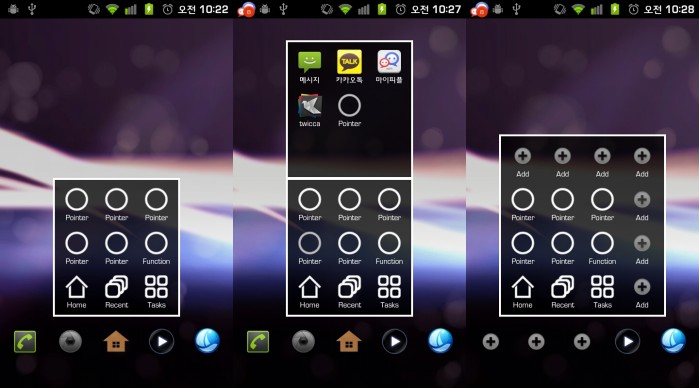 오전 10:22
Pointer Pointer Pointer
Pointer Pointer Function
Home Recent Tasks
오전 10:27
메시지 카카오톡 마이피플
TALK
twicca Pointer
Pointer Pointer Pointer
Pointer Pointer Function
Home Recent Tasks
오전 10:28
Add Add Add Add
Pointer Pointer Pointer Add
Pointer Pointer Function Add
Home Recent Tasks Add